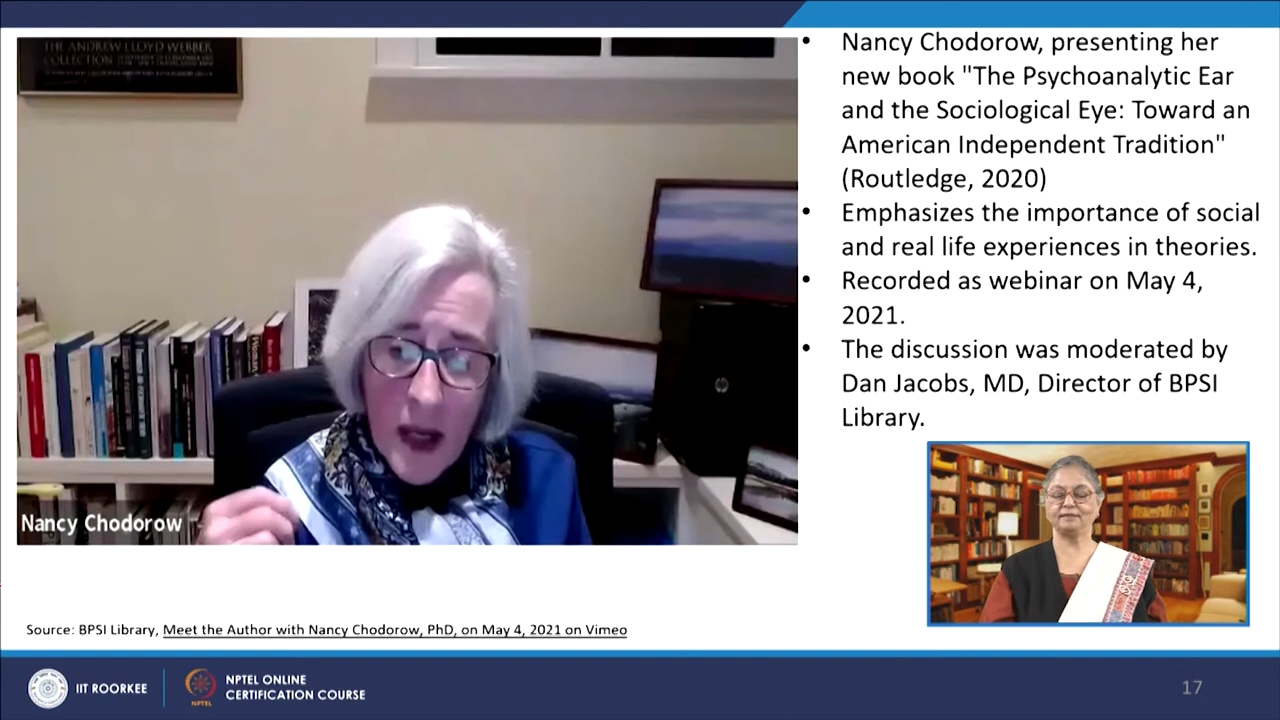 THE ANDREW LLOYD WEBBER
COLLECTION
Nancy Chodorow
• Nancy Chodorow, presenting her
new book "The Psychoanalytic Ear
and the Sociological Eye: Toward an
American Independent Tradition"
(Routledge, 2020)
• Emphasizes the importance of social
and real life experiences in theories.
• Recorded as webinar on May 4,
2021.
• The discussion was moderated by
Dan Jacobs, MD, Director of BPSI
Library.
Source: BPSI Library, Meet the Author with Nancy Chodorow, PhD, on May 4, 2021 on Vimeo
IIT ROORKEE
NPTEL
NPTEL ONLINE
CERTIFICATION COURSE
17